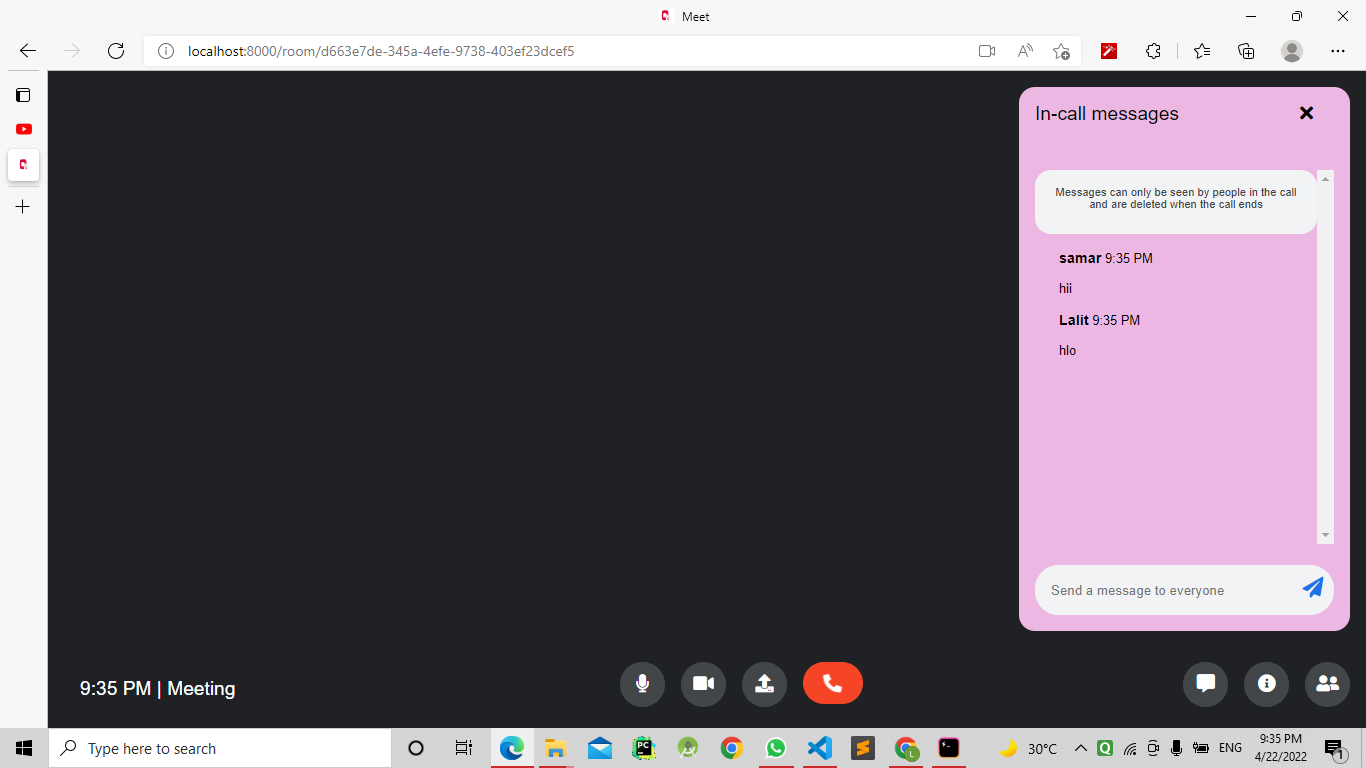 Meet
localhost:8000/room/d663e7de-345a-4efe-9738-403ef23dcef5
In-call messages
Messages can only be seen by people in the call
and are deleted when the call ends
samar 9:35 PM
hii
Lalit 9:35 PM
hlo
Send a message to everyone
9:35 PM | Meeting
Type here to search
PC
L
30°C
Q
ENG
9:35 PM
4/22/2022
1